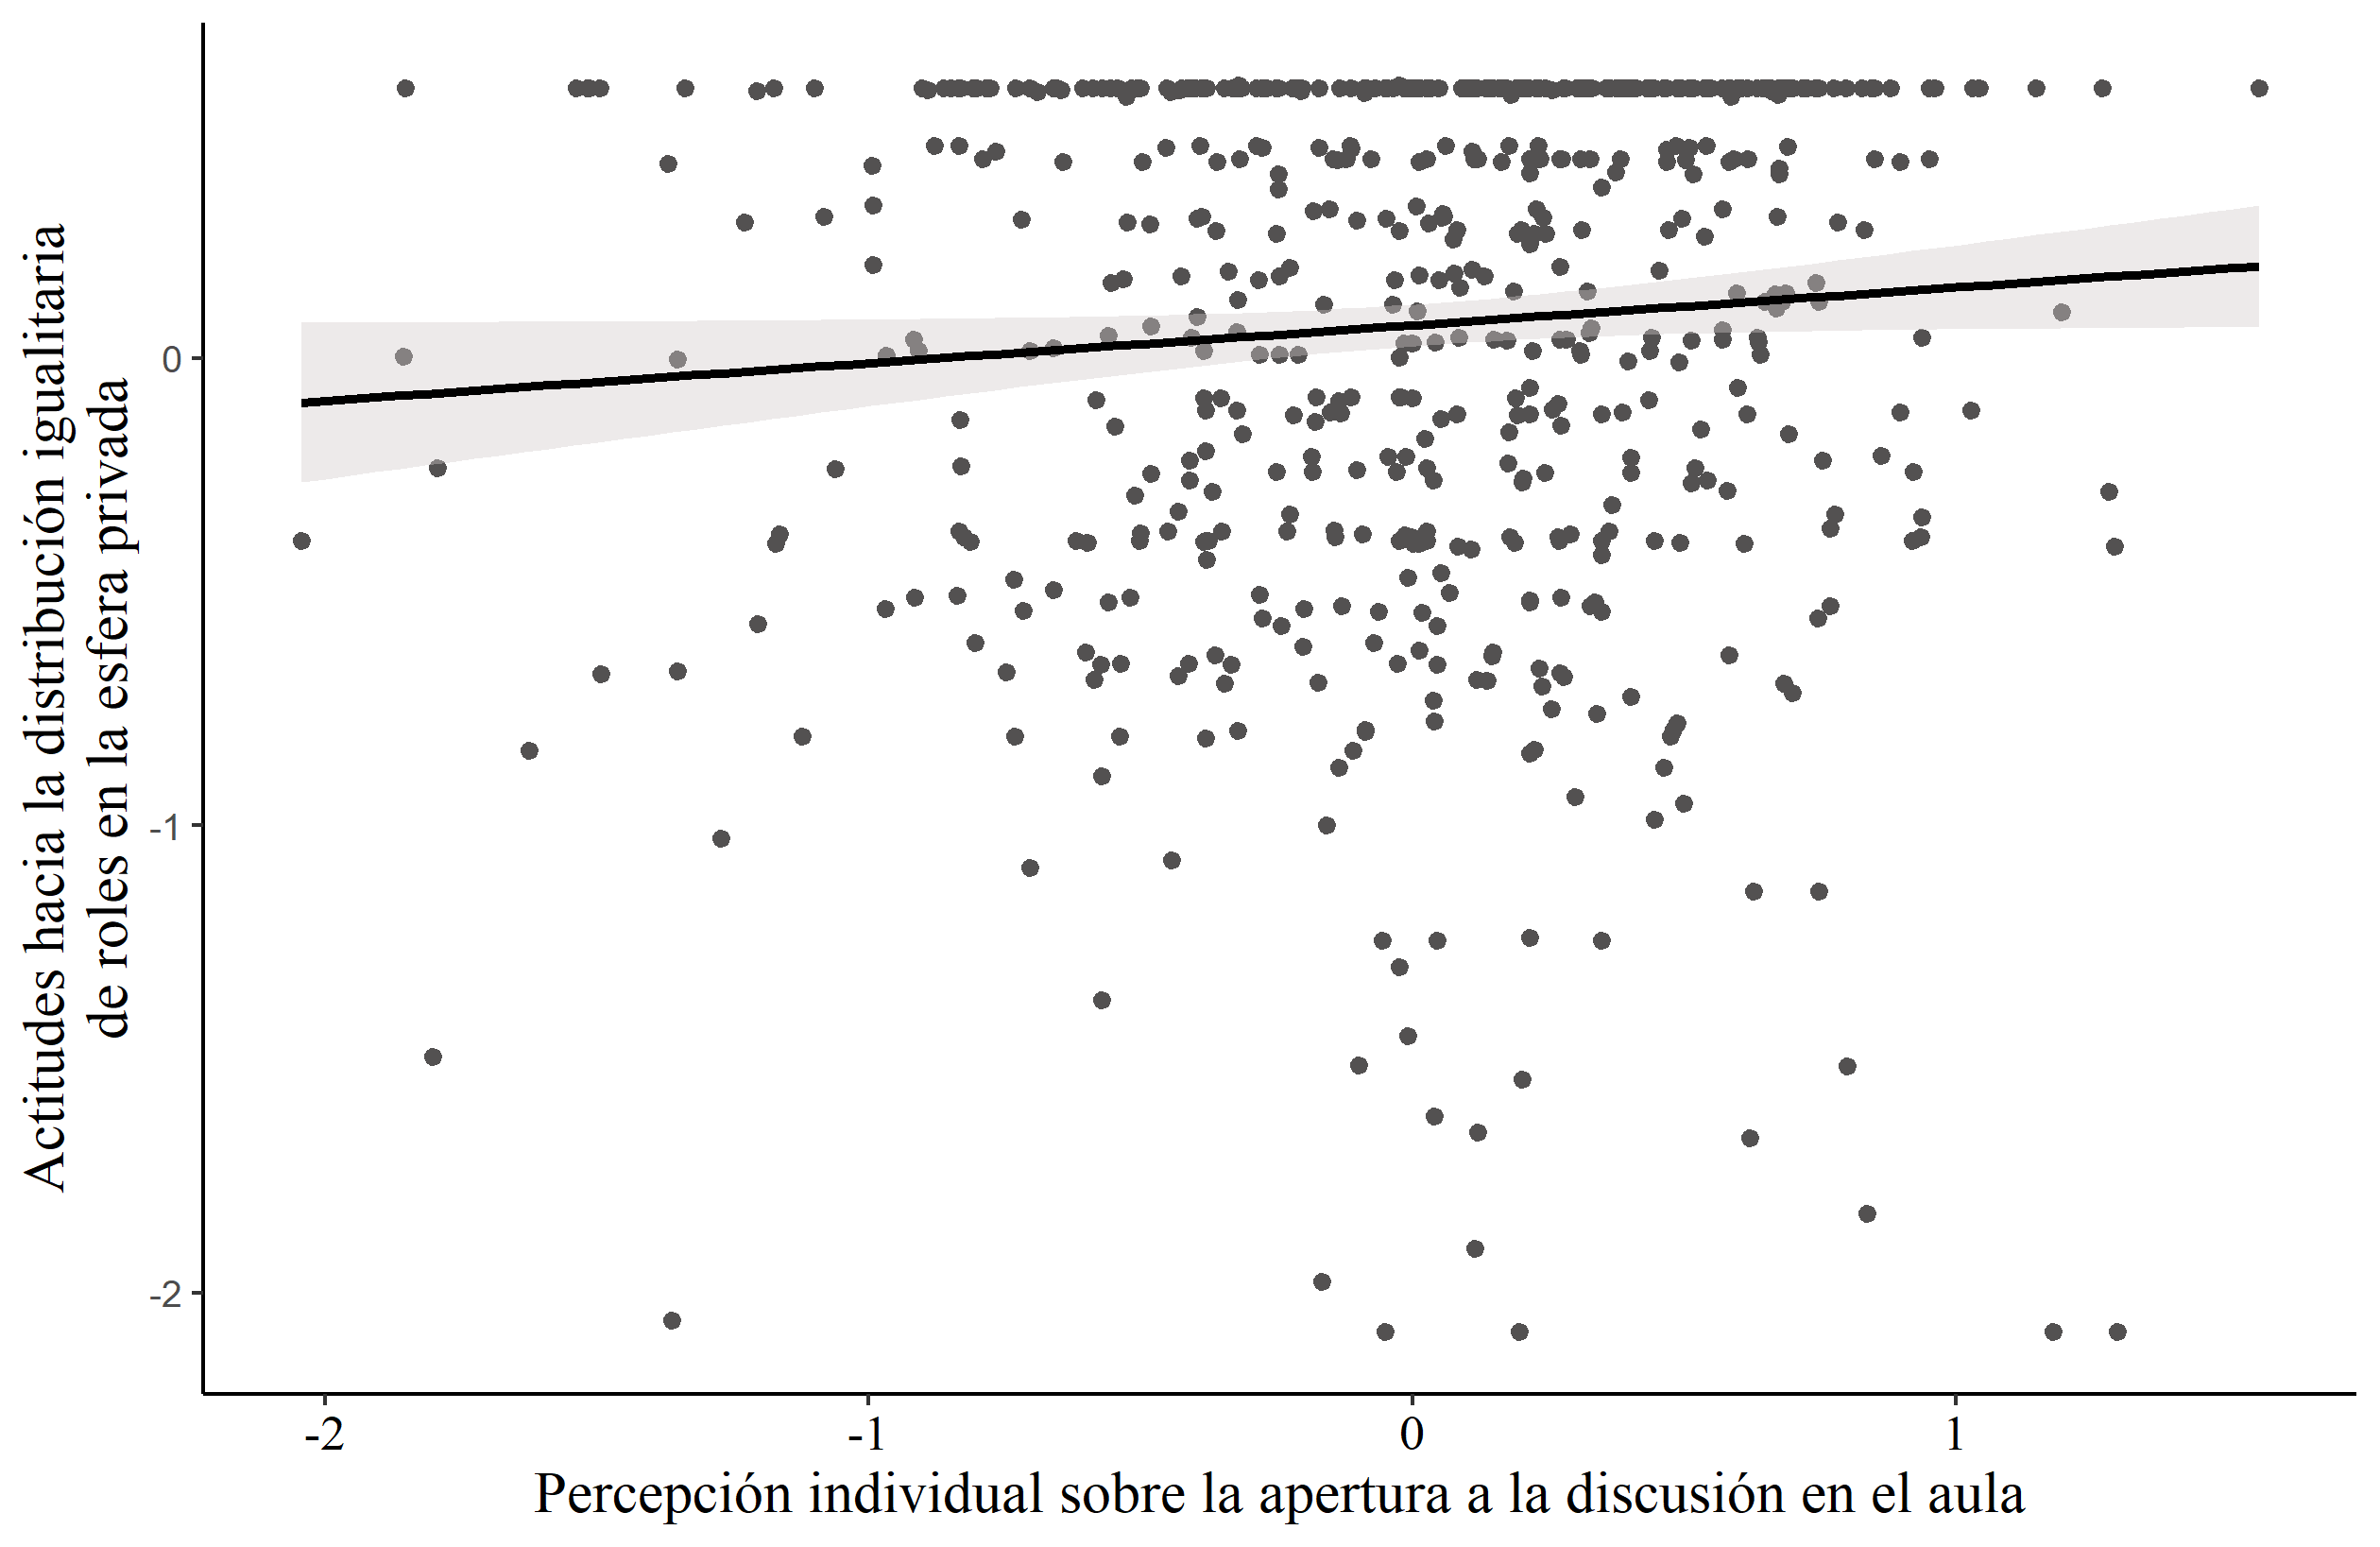 Actitudes hacia la distribución igualitaria
de roles en la esfera privada
0
-1
-2
-2
-1
0
1
Percepción individual sobre la apertura a la discusión en el aula